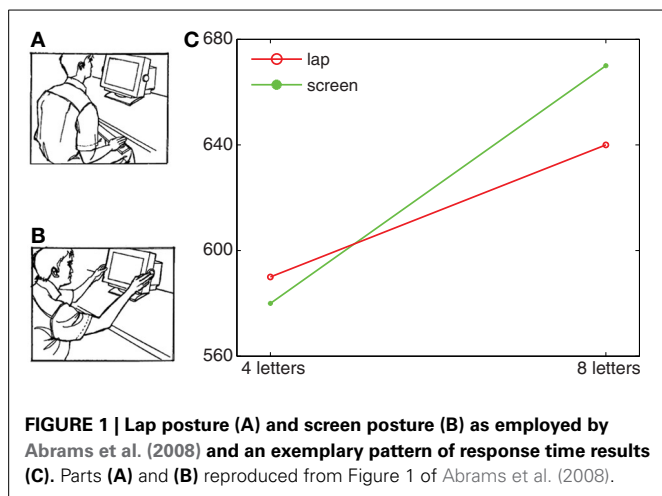 A
B
C
680
640
600
560
lap
screen
4 letters
8 letters
FIGURE 1 | Lap posture (A) and screen posture (B) as employed by
Abrams et al. (2008) and an exemplary pattern of response time results
(C). Parts (A) and (B) reproduced from Figure 1 of Abrams et al. (2008).